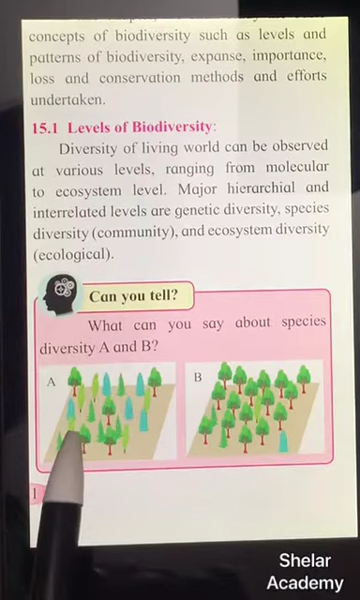 concepts of biodiversity such as levels and
patterns of biodiversity, expanse, importance,
loss and conservation methods and efforts
undertaken.
15.1 Levels of Biodiversity:
Diversity of living world can be observed
at various levels, ranging from molecular
to ecosystem level. Major hierarchial and
interrelated levels are genetic diversity, species
diversity (community), and ecosystem diversity
(ecological).
Can you tell?
What can you say about species
diversity A and B?
A
B
1
Shelar
Academy